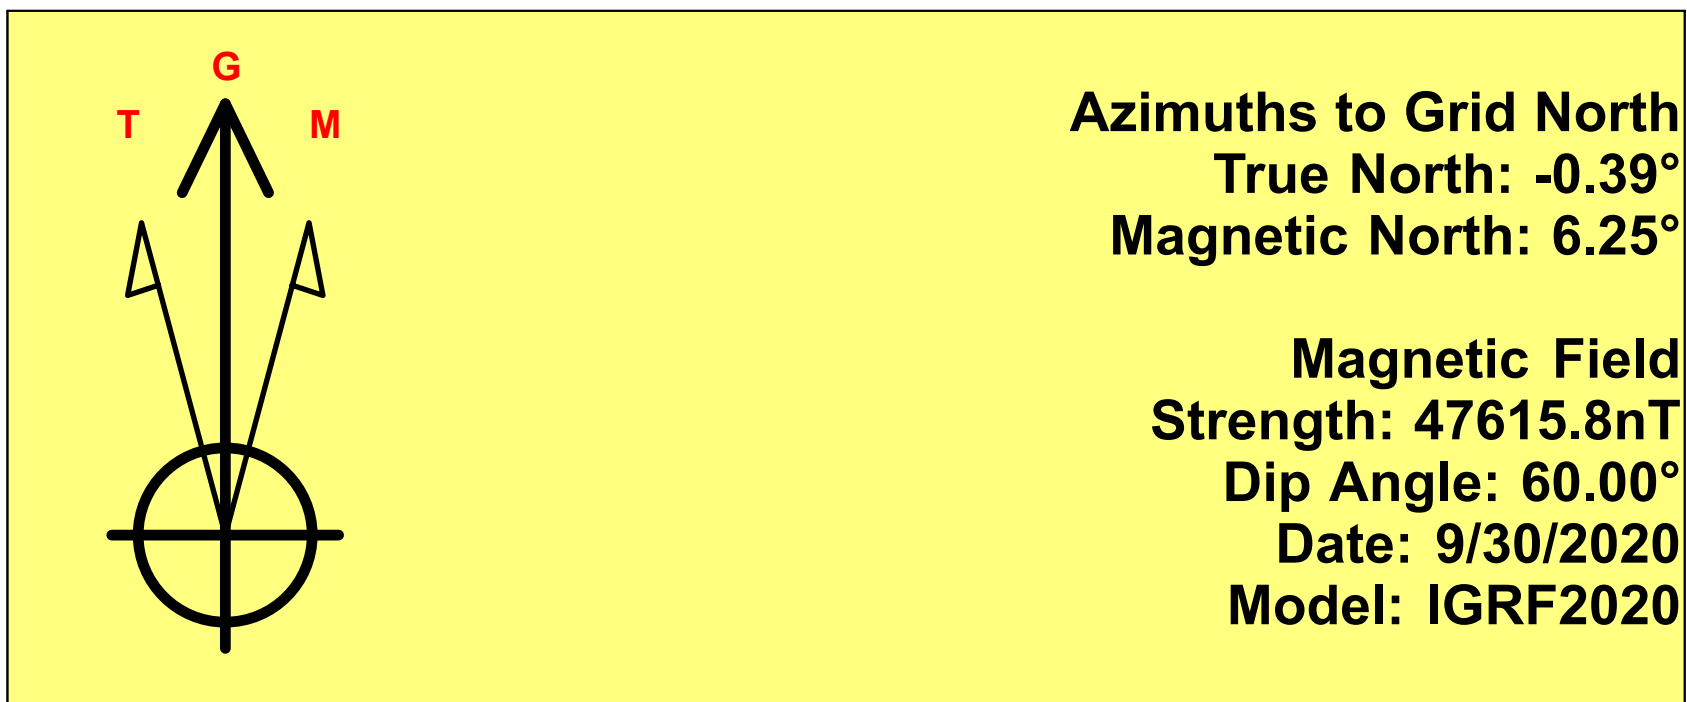 G
T
M
Azimuths to Grid North
True North: -0.39°
Magnetic North: 6.25°
Magnetic Field
Strength: 47615.8nT
Dip Angle: 60.00°
Date: 9/30/2020
Model: IGRF2020